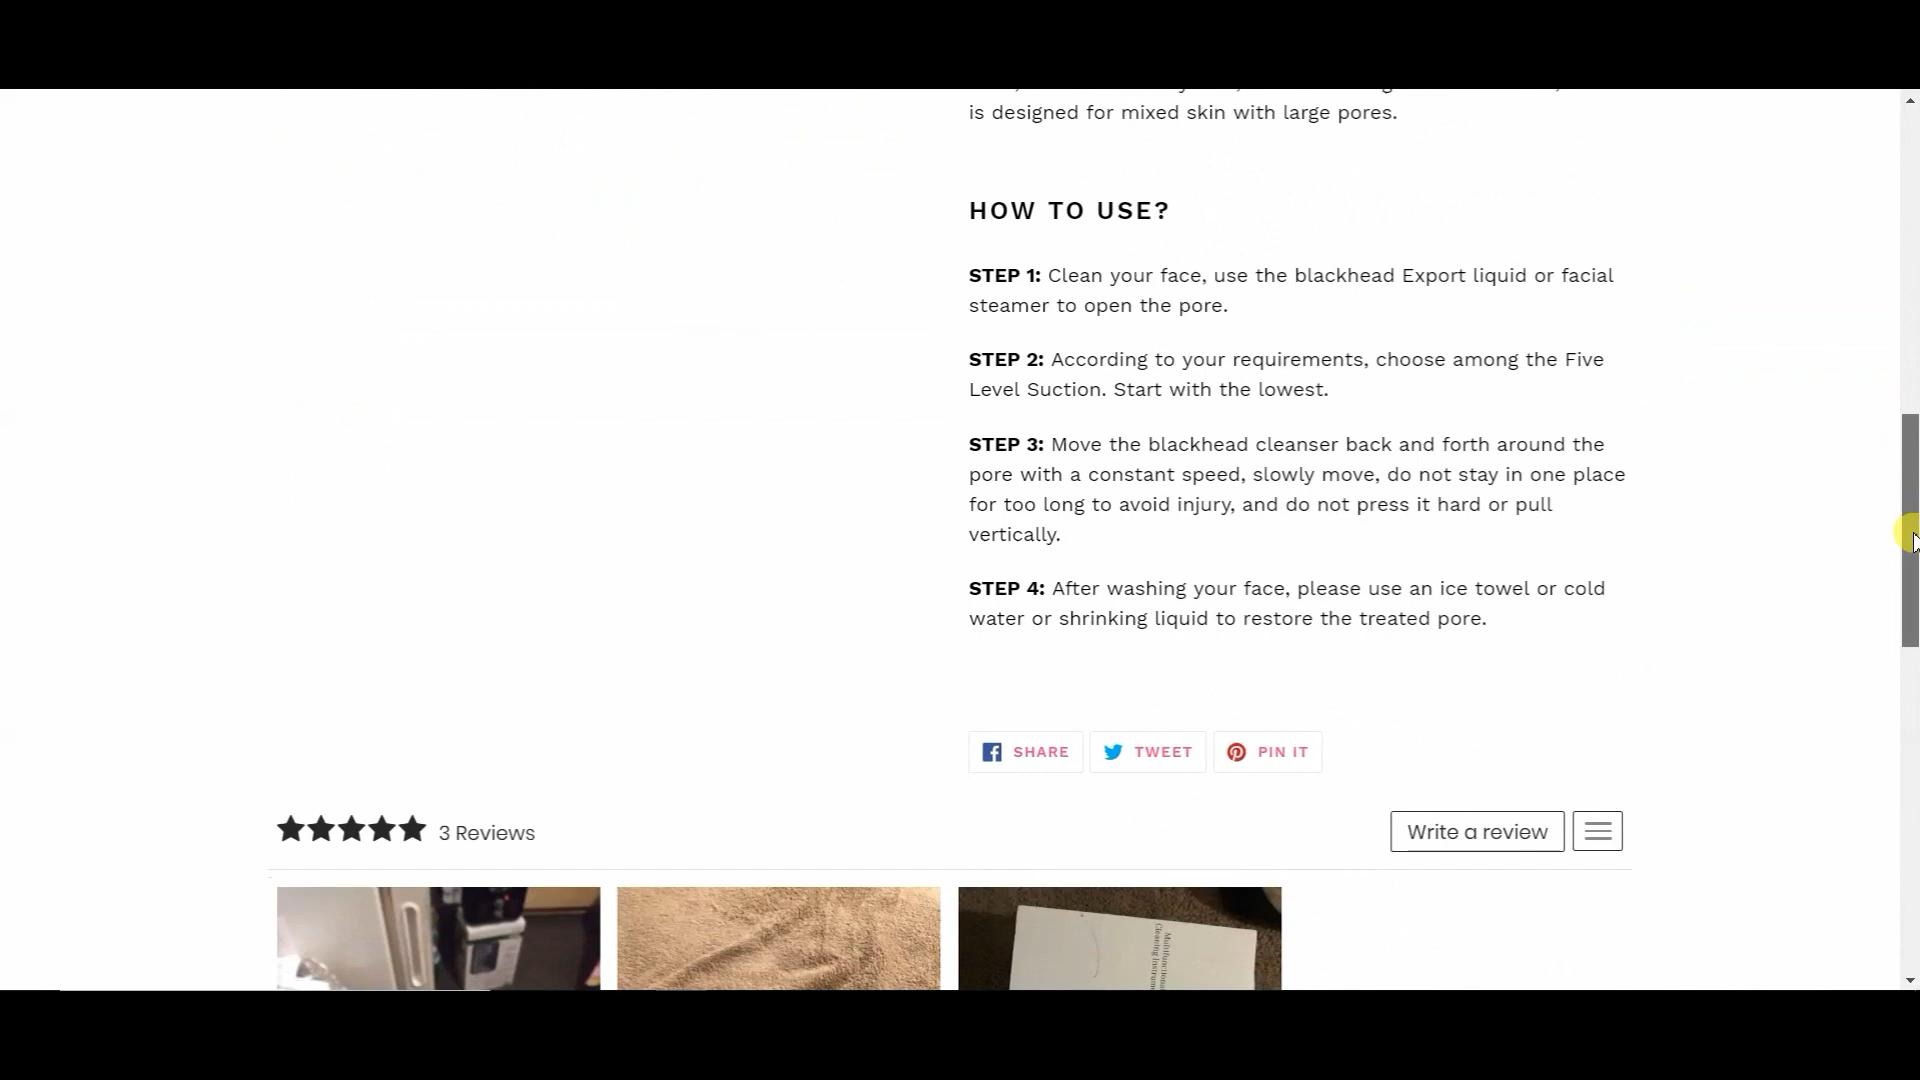 is designed for mixed skin with large pores.
HOW TO USE?
STEP 1: Clean your face, use the blackhead Export liquid or facial
steamer to open the pore.
STEP 2: According to your requirements, choose among the Five
Level Suction. Start with the lowest.
STEP 3: Move the blackhead cleanser back and forth around the
pore with a constant speed, slowly move, do not stay in one place
for too long to avoid injury, and do not press it hard or pull
vertically.
STEP 4: After washing your face, please use an ice towel or cold
water or shrinking liquid to restore the treated pore.
SHARE TWEET PIN IT
3 Reviews
Write a review